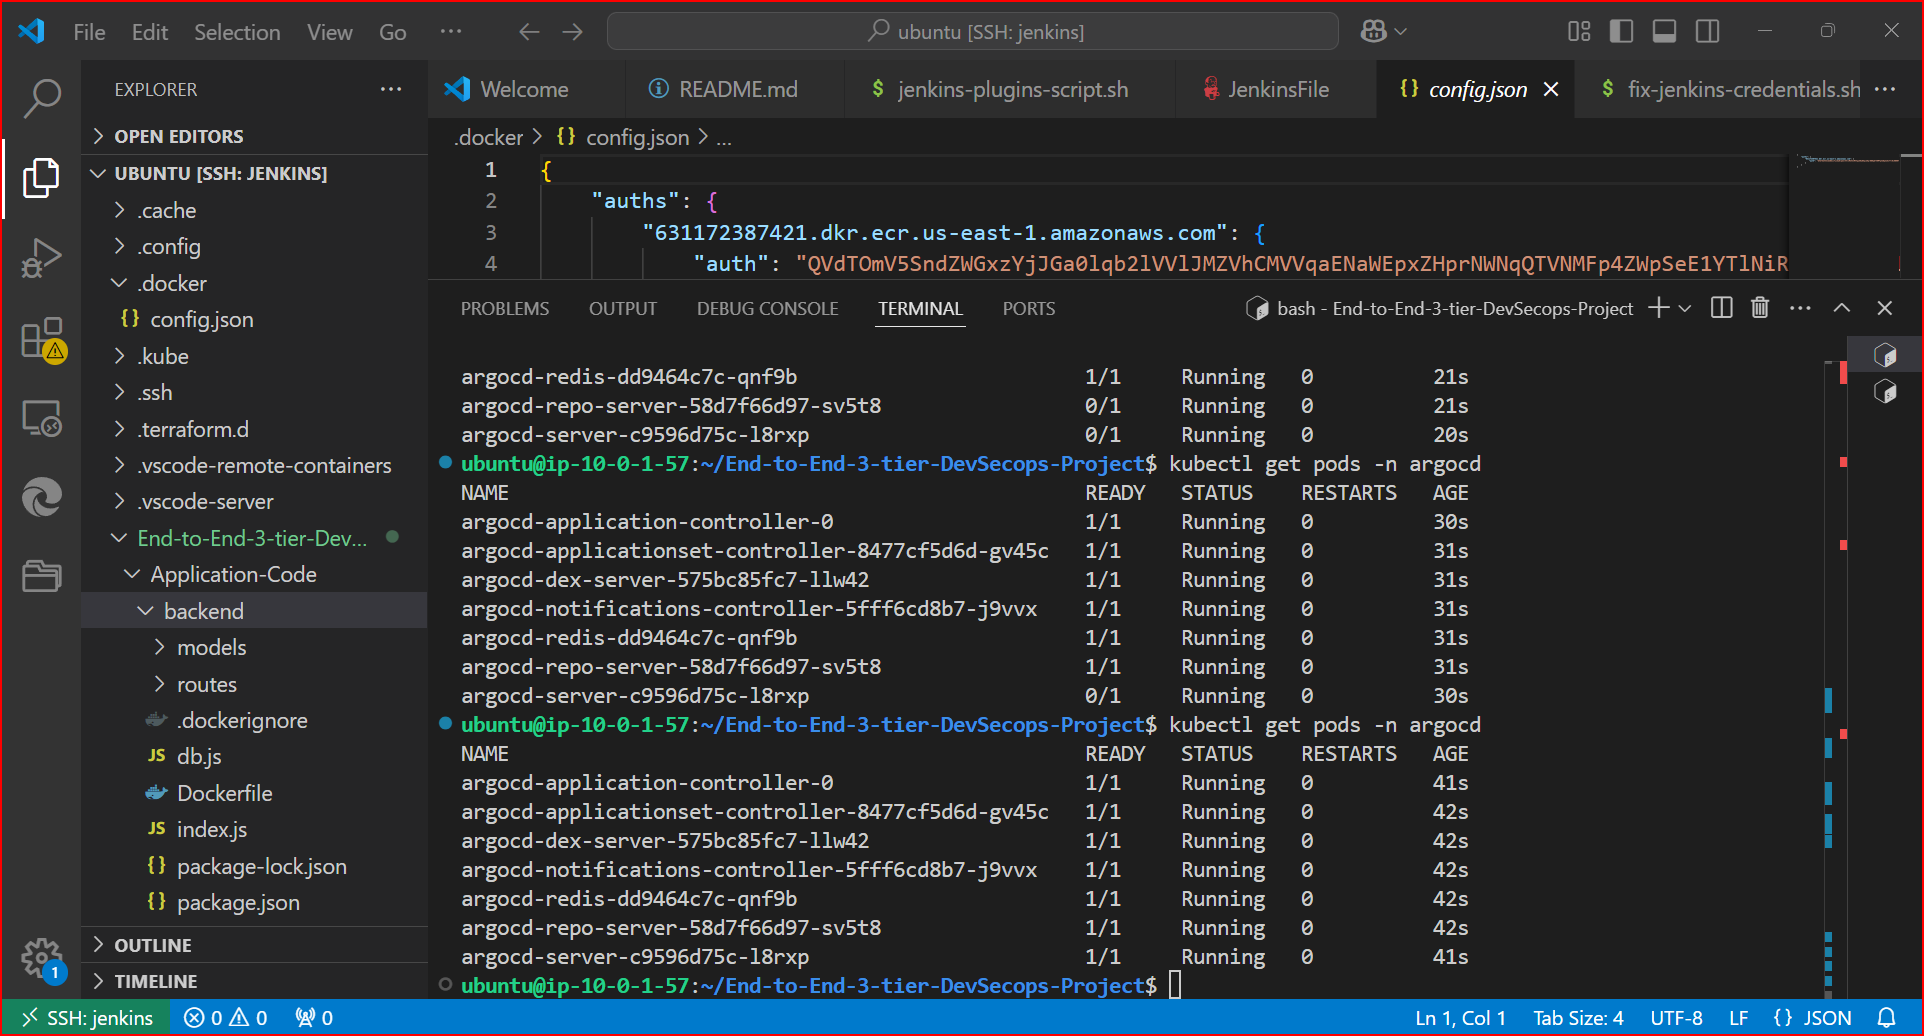 File Edit Selection View Go ··· ubuntu [SSH: jenkins]
EXPLORER ···
OPEN EDITORS
UBUNTU [SSH: JENKINS]
.cache
.config
.docker
{} config.json
.kube
.ssh
.terraform.d
.vscode-remote-containers
.vscode-server
End-to-End-3-tier-Dev...
Application-Code
backend
models
routes
.dockerignore
JS db.js
Dockerfile
JS index.js
{} package-lock.json
{} package.json
OUTLINE
TIMELINE
1
Welcome README.md $ jenkins-plugins-script.sh JenkinsFile {} config.json $ fix-jenkins-credentials.sh ···
.docker > {} config.json > ...
1 {
2 "auths": {
3 "631172387421.dkr.ecr.us-east-1.amazonaws.com": {
4 "auth":
PROBLEMS OUTPUT DEBUG CONSOLE TERMINAL PORTS bash - End-to-End-3-tier-DevSecops-Project
argocd-redis-dd9464c7c-qnf9b 1/1 Running 0 21s
argocd-repo-server-58d7f66d97-sv5t8 0/1 Running 0 21s
argocd-server-c9596d75c-l8rxp 0/1 Running 0 20s
ubuntu@ip-10-0-1-57:~/End-to-End-3-tier-DevSecops-Project$ kubectl get pods -n argocd
NAME READY STATUS RESTARTS AGE
argocd-application-controller-0 1/1 Running 0 30s
argocd-applicationset-controller-8477cf5d6d-gv45c 1/1 Running 0 31s
argocd-dex-server-575bc85fc7-llw42 1/1 Running 0 31s
argocd-notifications-controller-5fff6cd8b7-j9vvx 1/1 Running 0 31s
argocd-redis-dd9464c7c-qnf9b 1/1 Running 0 31s
argocd-repo-server-58d7f66d97-sv5t8 1/1 Running 0 31s
argocd-server-c9596d75c-l8rxp 0/1 Running 0 30s
ubuntu@ip-10-0-1-57:~/End-to-End-3-tier-DevSecops-Project$ kubectl get pods -n argocd
NAME READY STATUS RESTARTS AGE
argocd-application-controller-0 1/1 Running 0 41s
argocd-applicationset-controller-8477cf5d6d-gv45c 1/1 Running 0 42s
argocd-dex-server-575bc85fc7-llw42 1/1 Running 0 42s
argocd-notifications-controller-5fff6cd8b7-j9vvx 1/1 Running 0 42s
argocd-redis-dd9464c7c-qnf9b 1/1 Running 0 42s
argocd-repo-server-58d7f66d97-sv5t8 1/1 Running 0 42s
argocd-server-c9596d75c-l8rxp 1/1 Running 0 41s
ubuntu@ip-10-0-1-57:~/End-to-End-3-tier-DevSecops-Project$
SSH: jenkins 0 0 0 Ln 1, Col 1 Tab Size: 4 UTF-8 LF {} JSON